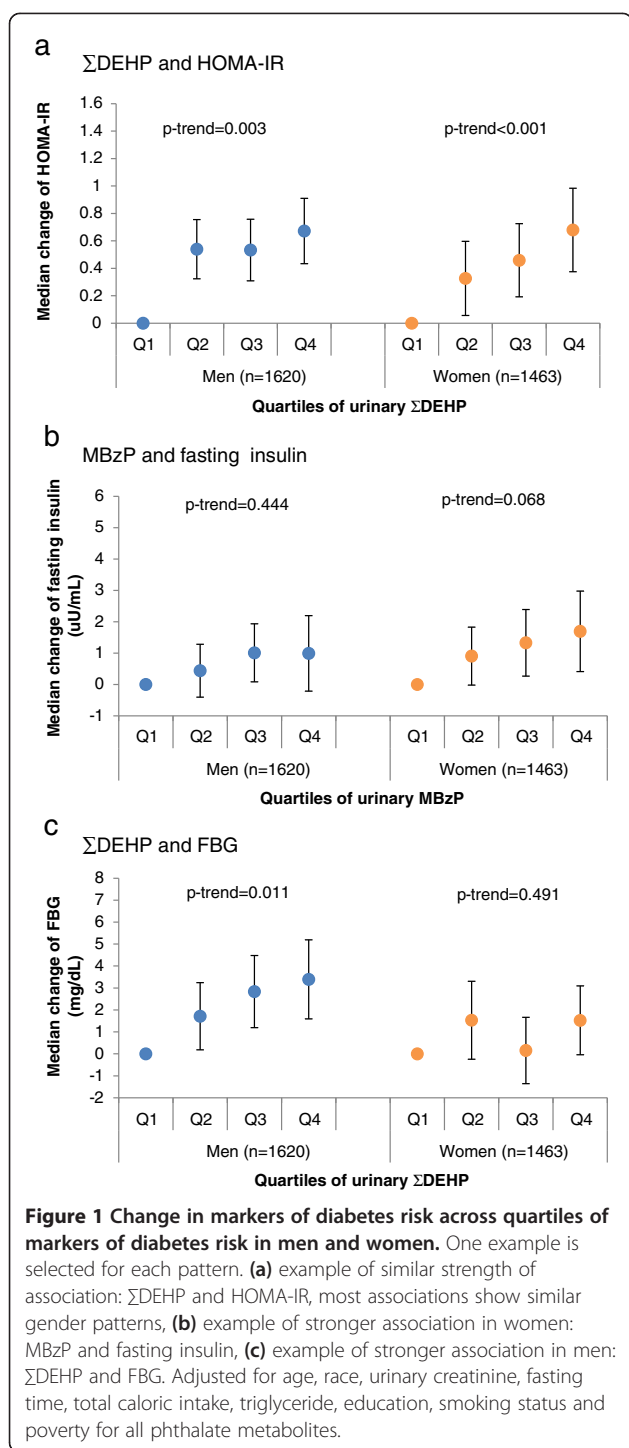 a
ΣDEHP and HOMA-IR
Median change of HOMA-IR
1.6
1.4
1.2
1
0.8
0.6
0.4
0.2
0
p-trend=0.003
p-trend<0.001
Q1 Q2 Q3 Q4 Q1 Q2 Q3 Q4
Men (n=1620) Women (n=1463)
Quartiles of urinary ΣDEHP
b
MBzP and fasting insulin
Median change of fasting insulin
(uU/mL)
6
5
4
3
2
1
0
-1
p-trend=0.444
p-trend=0.068
Q1 Q2 Q3 Q4 Q1 Q2 Q3 Q4
Men (n=1620) Women (n=1463)
Quartiles of urinary MBzP
c
ΣDEHP and FBG
Median change of FBG
(mg/dL)
8
7
6
5
4
3
2
1
0
-1
-2
p-trend=0.011
p-trend=0.491
Q1 Q2 Q3 Q4 Q1 Q2 Q3 Q4
Men (n=1620) Women (n=1463)
Quartiles of urinary ΣDEHP
Figure 1 Change in markers of diabetes risk across quartiles of
markers of diabetes risk in men and women. One example is
selected for each pattern. (a) example of similar strength of
association: ΣDEHP and HOMA-IR, most associations show similar
gender patterns, (b) example of stronger association in women:
MBzP and fasting insulin, (c) example of stronger association in men:
ΣDEHP and FBG. Adjusted for age, race, urinary creatinine, fasting
time, total caloric intake, triglyceride, education, smoking status and
poverty for all phthalate metabolites.